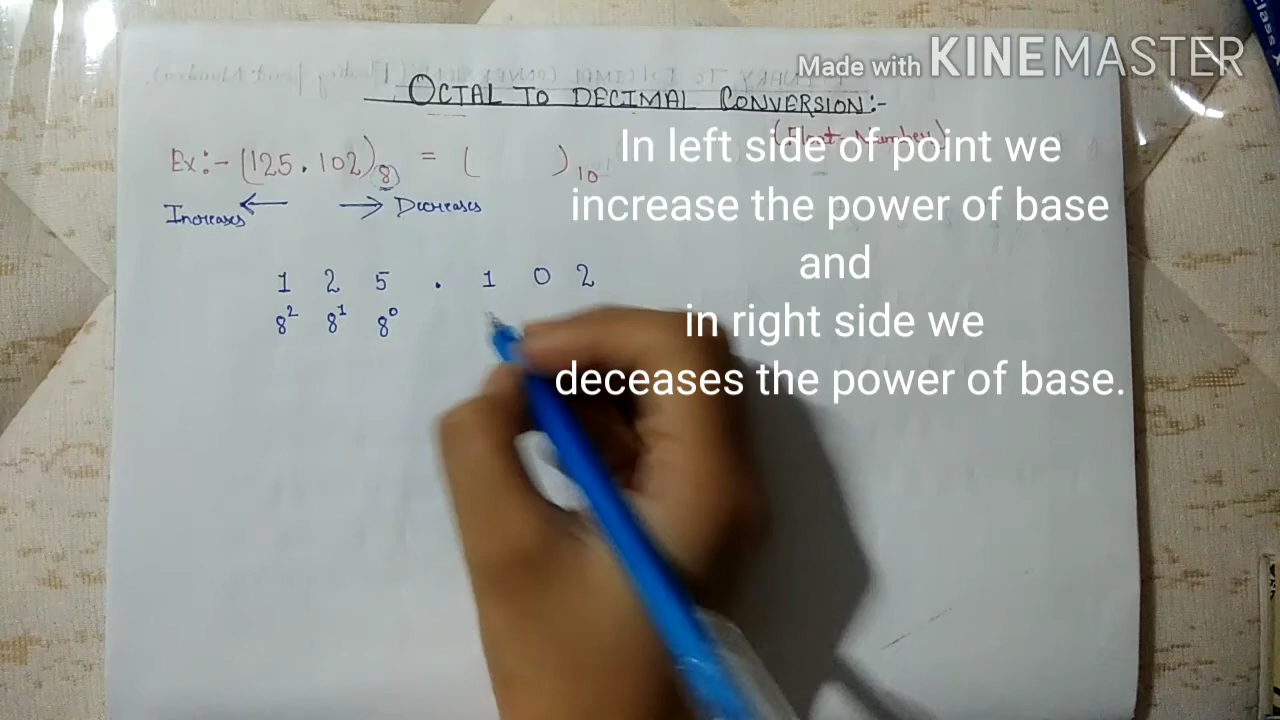 Made with KINEMASTER
OCTAL TO DECIMAL CONVERSION:-
(Float Number)
Ex:- (125.102)8 = ( )10
Increases ← → Decreases
In left side of point we
increase the power of base
and
in right side we
deceases the power of base.
1 2 5 . 1 0 2
8² 8¹ 8⁰